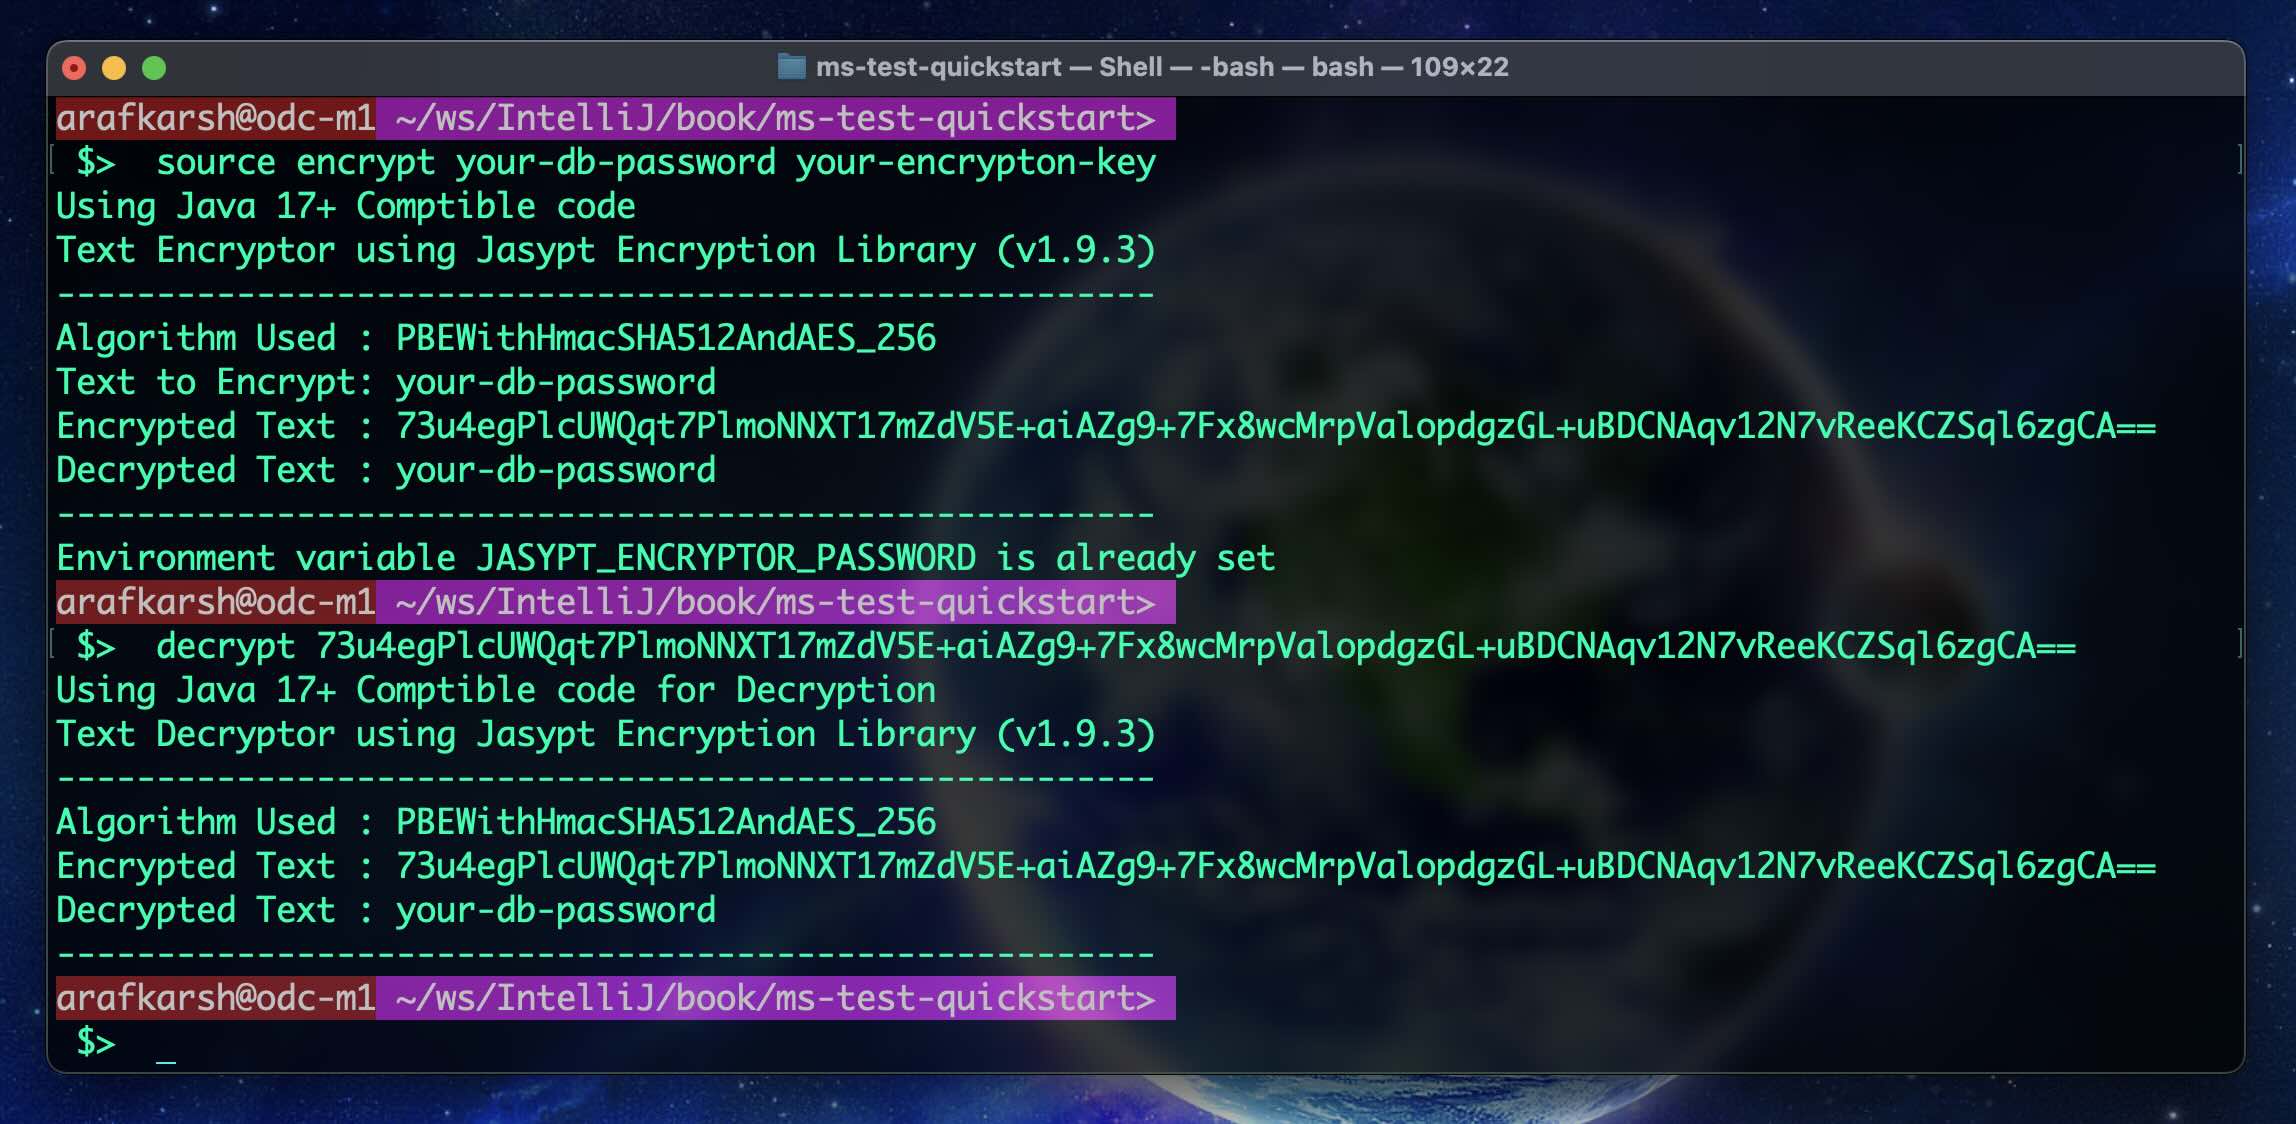 ms-test-quickstart — Shell — -bash — bash — 109×22
arafkarsh@odc-m1 ~/ws/IntelliJ/book/ms-test-quickstart>
[ $>  source encrypt your-db-password your-encrypton-key ]
Using Java 17+ Comptible code
Text Encryptor using Jasypt Encryption Library (v1.9.3)
-------------------------------------------------------
Algorithm Used : PBEWithHmacSHA512AndAES_256
Text to Encrypt: your-db-password
Encrypted Text : 73u4egPlcUWQqt7PlmoNNXT17mZdV5E+aiAZg9+7Fx8wcMrpValopdgzGL+uBDCNAqv12N7vReeKCZSql6zgCA==
Decrypted Text : your-db-password
-------------------------------------------------------
Environment variable JASYPT_ENCRYPTOR_PASSWORD is already set
arafkarsh@odc-m1 ~/ws/IntelliJ/book/ms-test-quickstart>
[ $>  decrypt 73u4egPlcUWQqt7PlmoNNXT17mZdV5E+aiAZg9+7Fx8wcMrpValopdgzGL+uBDCNAqv12N7vReeKCZSql6zgCA== ]
Using Java 17+ Comptible code for Decryption
Text Decryptor using Jasypt Encryption Library (v1.9.3)
-------------------------------------------------------
Algorithm Used : PBEWithHmacSHA512AndAES_256
Encrypted Text : 73u4egPlcUWQqt7PlmoNNXT17mZdV5E+aiAZg9+7Fx8wcMrpValopdgzGL+uBDCNAqv12N7vReeKCZSql6zgCA==
Decrypted Text : your-db-password
-------------------------------------------------------
arafkarsh@odc-m1 ~/ws/IntelliJ/book/ms-test-quickstart>
$>  _